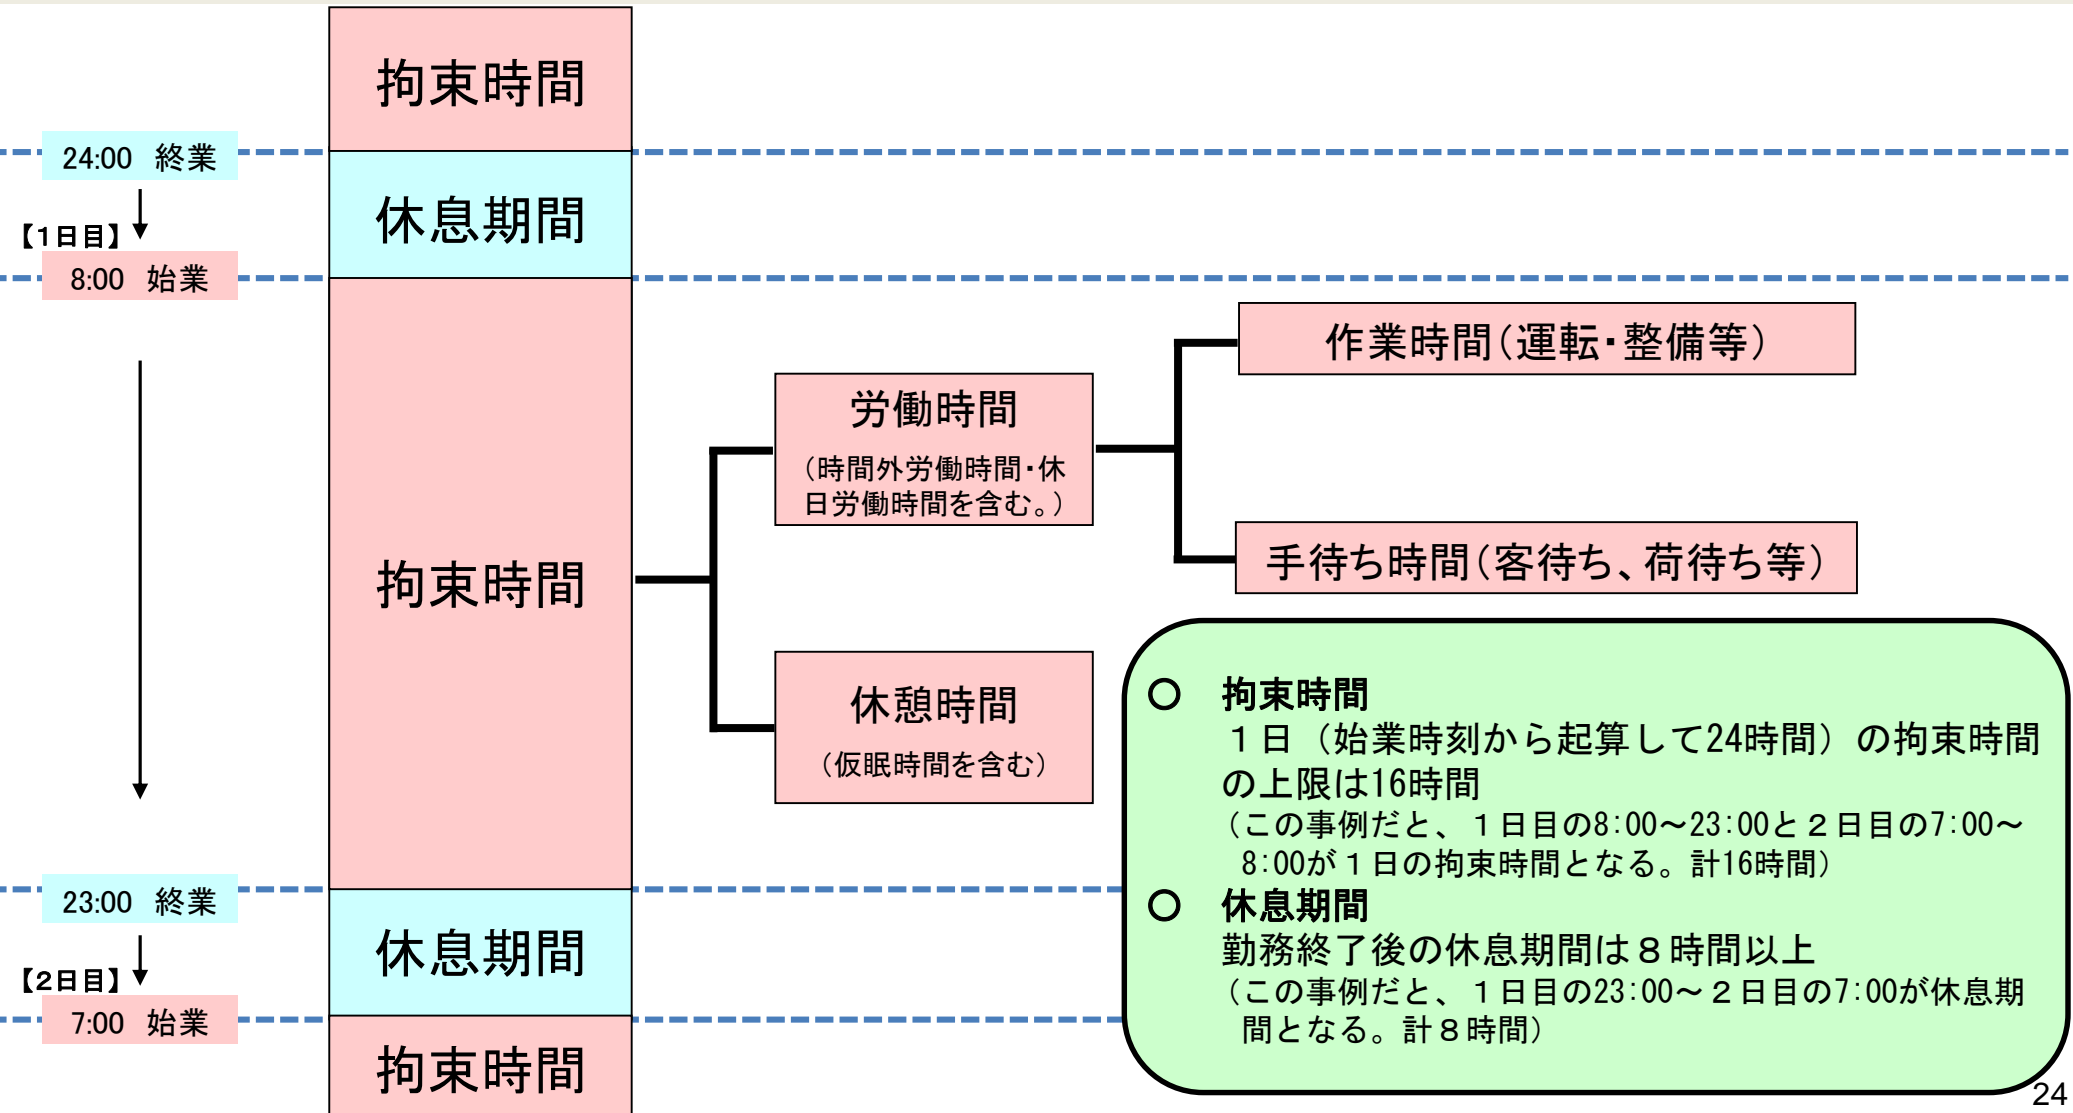 拘束時間
24:00 終業
休息期間
【1日目】
8:00 始業
拘束時間
労働時間
（時間外労働時間・休
日労働時間を含む。）
作業時間（運転・整備等）
手待ち時間（客待ち、荷待ち等）
休憩時間
（仮眠時間を含む）
23:00 終業
休息期間
【2日目】
7:00 始業
拘束時間
○ 拘束時間
１日（始業時刻から起算して24時間）の拘束時間
の上限は16時間
（この事例だと、１日目の8:00～23:00と２日目の7:00～
8:00が１日の拘束時間となる。計16時間）
○ 休息期間
勤務終了後の休息期間は８時間以上
（この事例だと、１日目の23:00～２日目の7:00が休息期
間となる。計８時間）
24